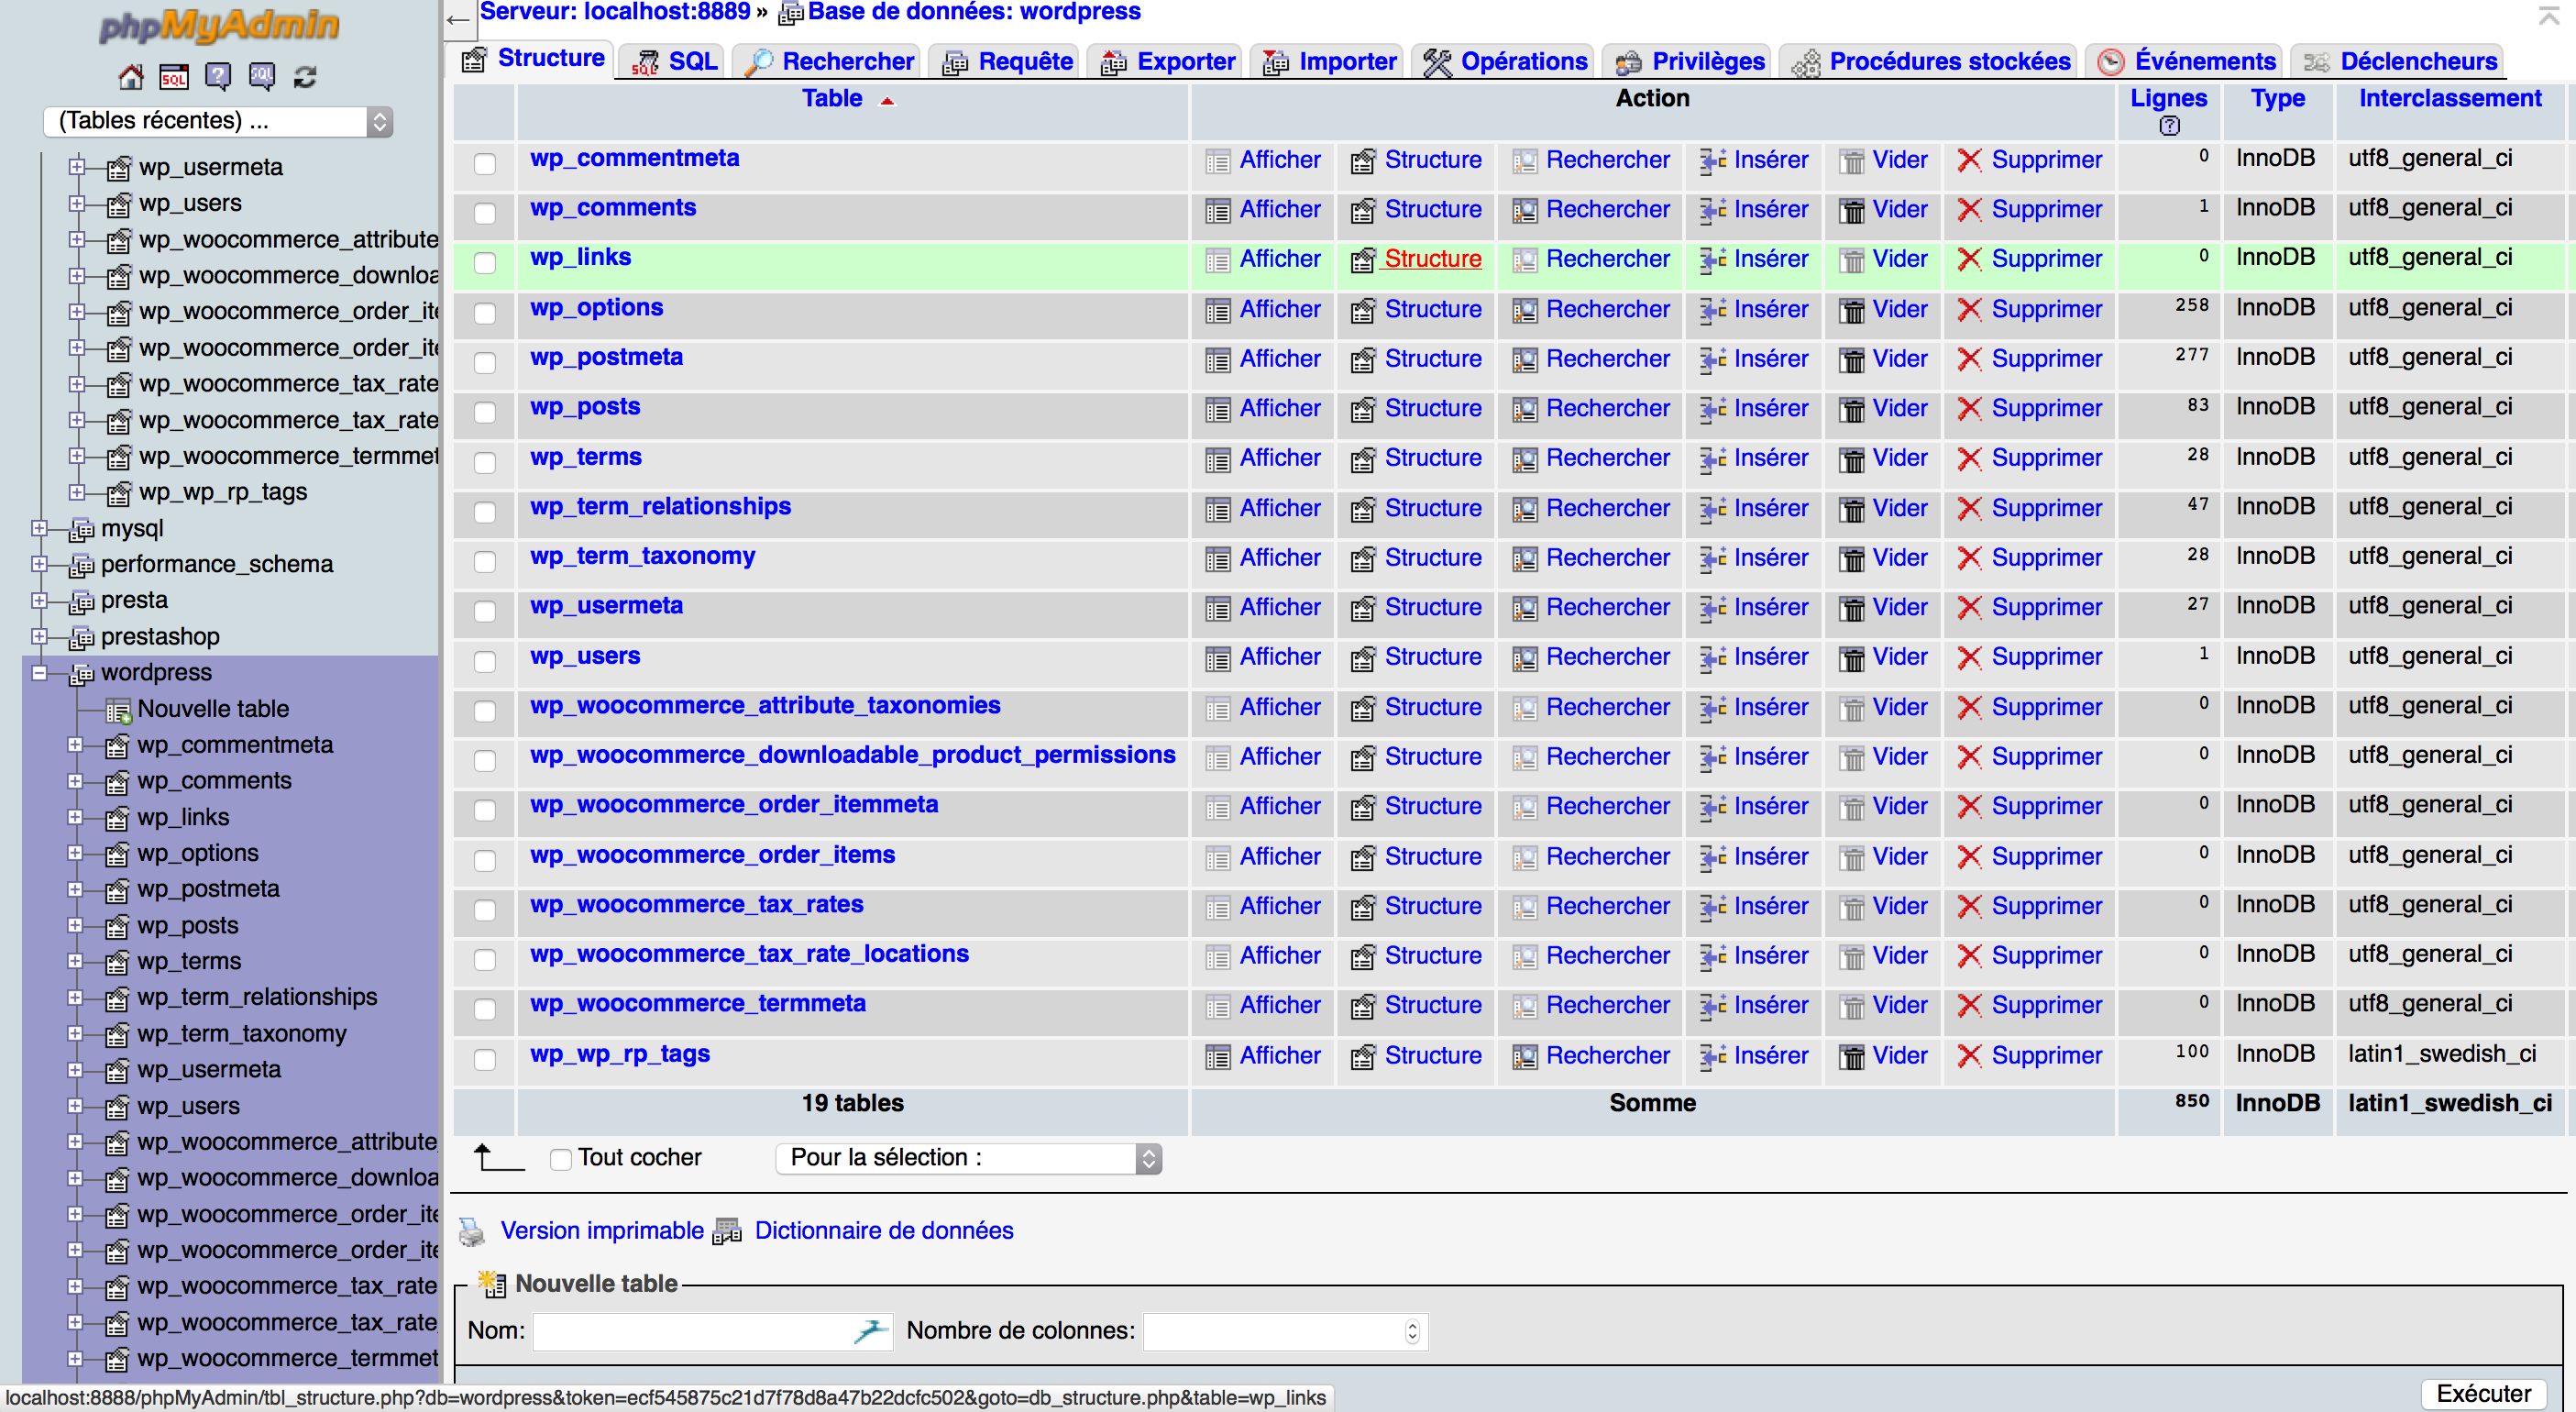 phpMyAdmin
(Tables récentes) ...
wp_usermeta
wp_users
wp_woocommerce_attribute
wp_woocommerce_downloa
wp_woocommerce_order_ite
wp_woocommerce_order_ite
wp_woocommerce_tax_rate
wp_woocommerce_tax_rate
wp_woocommerce_termmet
wp_wp_rp_tags
mysql
performance_schema
presta
prestashop
wordpress
Nouvelle table
wp_commentmeta
wp_comments
wp_links
wp_options
wp_postmeta
wp_posts
wp_terms
wp_term_relationships
wp_term_taxonomy
wp_usermeta
wp_users
wp_woocommerce_attribute_
wp_woocommerce_downloa
wp_woocommerce_order_ite
wp_woocommerce_order_ite
wp_woocommerce_tax_rate
wp_woocommerce_tax_rate_
wp_woocommerce_termmet
Serveur: localhost:8889 » Base de données: wordpress
Structure SQL Rechercher Requête Exporter Importer Opérations Privilèges Procédures stockées Événements Déclencheurs
Table Action Lignes Type Interclassement
wp_commentmeta Afficher Structure Rechercher Insérer Vider Supprimer 0 InnoDB utf8_general_ci
wp_comments Afficher Structure Rechercher Insérer Vider Supprimer 1 InnoDB utf8_general_ci
wp_links Afficher Structure Rechercher Insérer Vider Supprimer 0 InnoDB utf8_general_ci
wp_options Afficher Structure Rechercher Insérer Vider Supprimer 258 InnoDB utf8_general_ci
wp_postmeta Afficher Structure Rechercher Insérer Vider Supprimer 277 InnoDB utf8_general_ci
wp_posts Afficher Structure Rechercher Insérer Vider Supprimer 83 InnoDB utf8_general_ci
wp_terms Afficher Structure Rechercher Insérer Vider Supprimer 28 InnoDB utf8_general_ci
wp_term_relationships Afficher Structure Rechercher Insérer Vider Supprimer 47 InnoDB utf8_general_ci
wp_term_taxonomy Afficher Structure Rechercher Insérer Vider Supprimer 28 InnoDB utf8_general_ci
wp_usermeta Afficher Structure Rechercher Insérer Vider Supprimer 27 InnoDB utf8_general_ci
wp_users Afficher Structure Rechercher Insérer Vider Supprimer 1 InnoDB utf8_general_ci
wp_woocommerce_attribute_taxonomies Afficher Structure Rechercher Insérer Vider Supprimer 0 InnoDB utf8_general_ci
wp_woocommerce_downloadable_product_permissions Afficher Structure Rechercher Insérer Vider Supprimer 0 InnoDB utf8_general_ci
wp_woocommerce_order_itemmeta Afficher Structure Rechercher Insérer Vider Supprimer 0 InnoDB utf8_general_ci
wp_woocommerce_order_items Afficher Structure Rechercher Insérer Vider Supprimer 0 InnoDB utf8_general_ci
wp_woocommerce_tax_rates Afficher Structure Rechercher Insérer Vider Supprimer 0 InnoDB utf8_general_ci
wp_woocommerce_tax_rate_locations Afficher Structure Rechercher Insérer Vider Supprimer 0 InnoDB utf8_general_ci
wp_woocommerce_termmeta Afficher Structure Rechercher Insérer Vider Supprimer 0 InnoDB utf8_general_ci
wp_wp_rp_tags Afficher Structure Rechercher Insérer Vider Supprimer 100 InnoDB latin1_swedish_ci
19 tables Somme 850 InnoDB latin1_swedish_ci
Tout cocher Pour la sélection :
Version imprimable Dictionnaire de données
Nouvelle table
Nom: Nombre de colonnes:
Exécuter
localhost:8888/phpMyAdmin/tbl_structure.php?db=wordpress&token=ecf545875c21d7f78d8a47b22dcfc502&goto=db_structure.php&table=wp_links